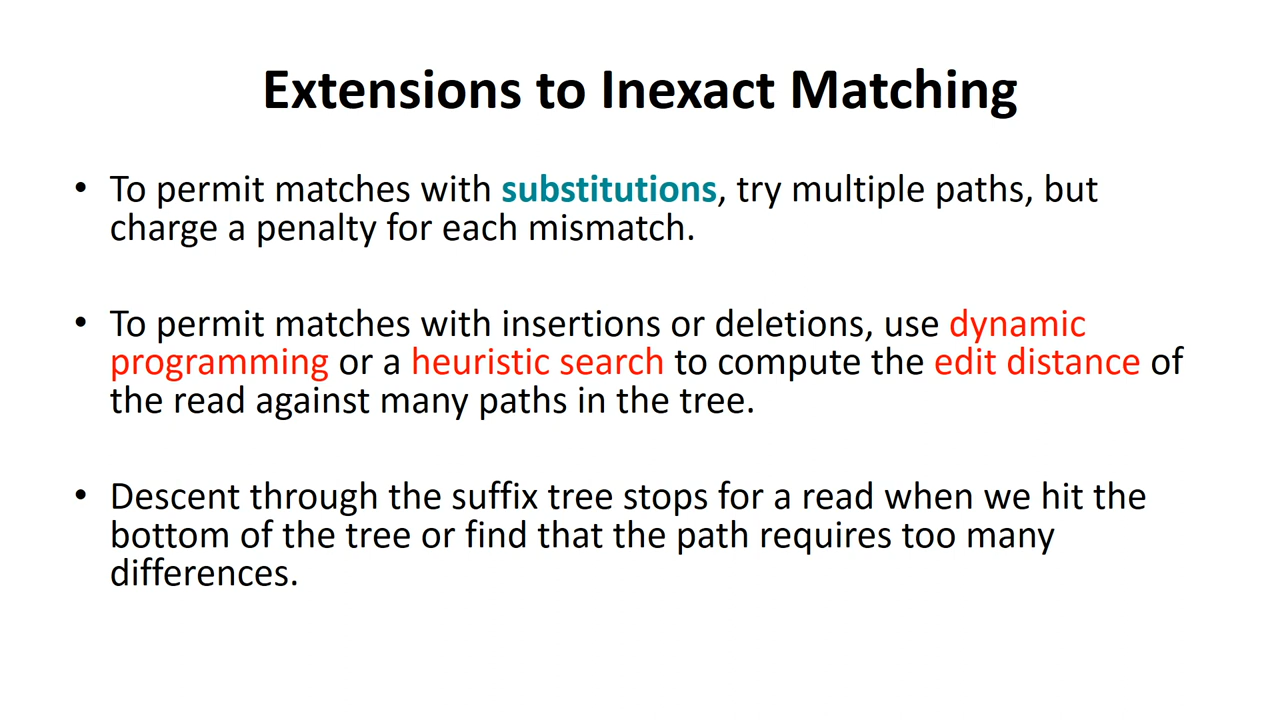 Extensions to Inexact Matching
• To permit matches with substitutions, try multiple paths, but
charge a penalty for each mismatch.
• To permit matches with insertions or deletions, use dynamic
programming or a heuristic search to compute the edit distance of
the read against many paths in the tree.
• Descent through the suffix tree stops for a read when we hit the
bottom of the tree or find that the path requires too many
differences.